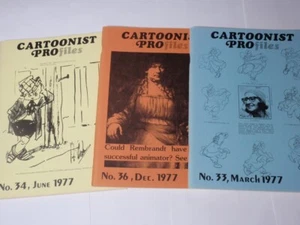 CARTOONIST
PROfiles
No. 34, JUNE 1977
CARTOONIST
PROfiles
Could Rembrandt have
successful animator? See
No. 36, DEC. 1977
CARTOONIST
PROfiles
No. 33, MARCH 1977